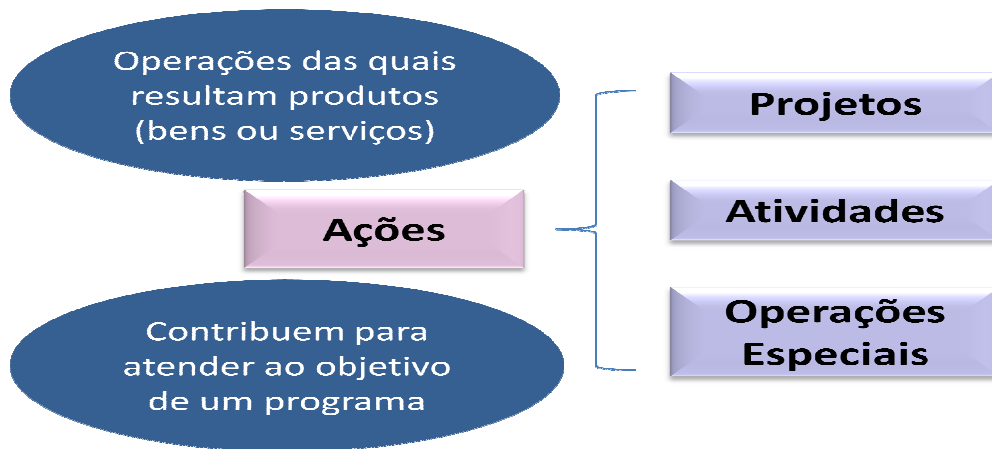 Operações das quais
resultam produtos
(bens ou serviços)
Ações
Contribuem para
atender ao objetivo
de um programa
Projetos
Atividades
Operações
Especiais